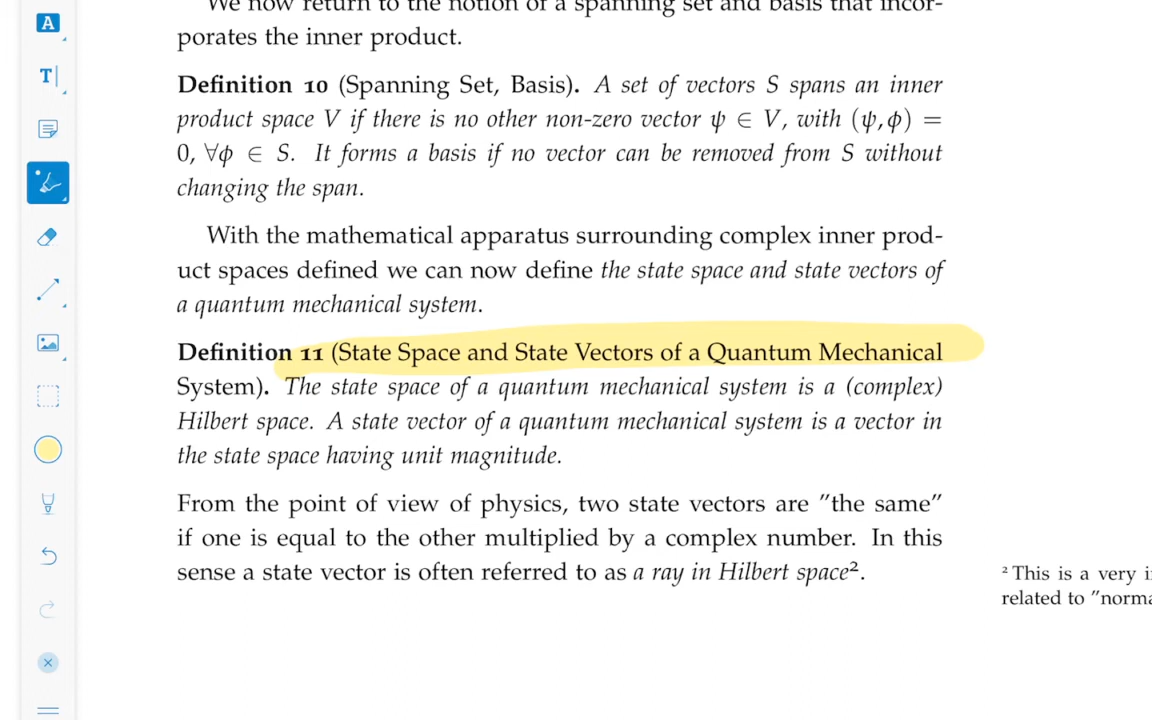 A
We now return to the notion of a spanning set and basis that incor-
T
porates the inner product.
Definition 10 (Spanning Set, Basis). A set of vectors S spans an inner
product space V if there is no other non-zero vector ψ ∈ V, with (ψ, ϕ) =
0, ∀ϕ ∈ S. It forms a basis if no vector can be removed from S without
changing the span.
With the mathematical apparatus surrounding complex inner prod-
uct spaces defined we can now define the state space and state vectors of
a quantum mechanical system.
Definition 11 (State Space and State Vectors of a Quantum Mechanical
System). The state space of a quantum mechanical system is a (complex)
Hilbert space. A state vector of a quantum mechanical system is a vector in
the state space having unit magnitude.
From the point of view of physics, two state vectors are ”the same”
if one is equal to the other multiplied by a complex number. In this
sense a state vector is often referred to as a ray in Hilbert space².
² This is a very
related to ”norm